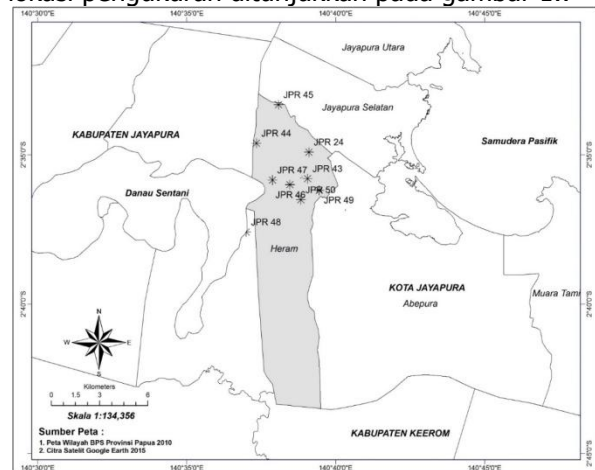 lokasi pengukuran ditunjukkan pada gambar 1.
140°30'0"E 140°35'0"E 140°40'0"E 140°45'0"E
Jayapura Utara
JPR 45
Jayapura Selatan
KABUPATEN JAYAPURA
JPR 44
JPR 24
Samudera Pasifik
2°35'0"S
2°35'0"S
JPR 47
JPR 43
Danau Sentani
JPR 46
JPR 50
JPR 49
JPR 48
Heram
KOTA JAYAPURA
Abepura
Muara Tami
2°40'0"S
2°40'0"S
N
W E
S
Kilometers
0 1.5 3 6
Skala 1:134,356
Sumber Peta :
1. Peta Wilayah BPS Provinsi Papua 2010
2. Citra Satelit Google Earth 2015
KABUPATEN KEEROM
2°45'0"S
140°30'0"E 140°35'0"E 140°40'0"E 140°45'0"E